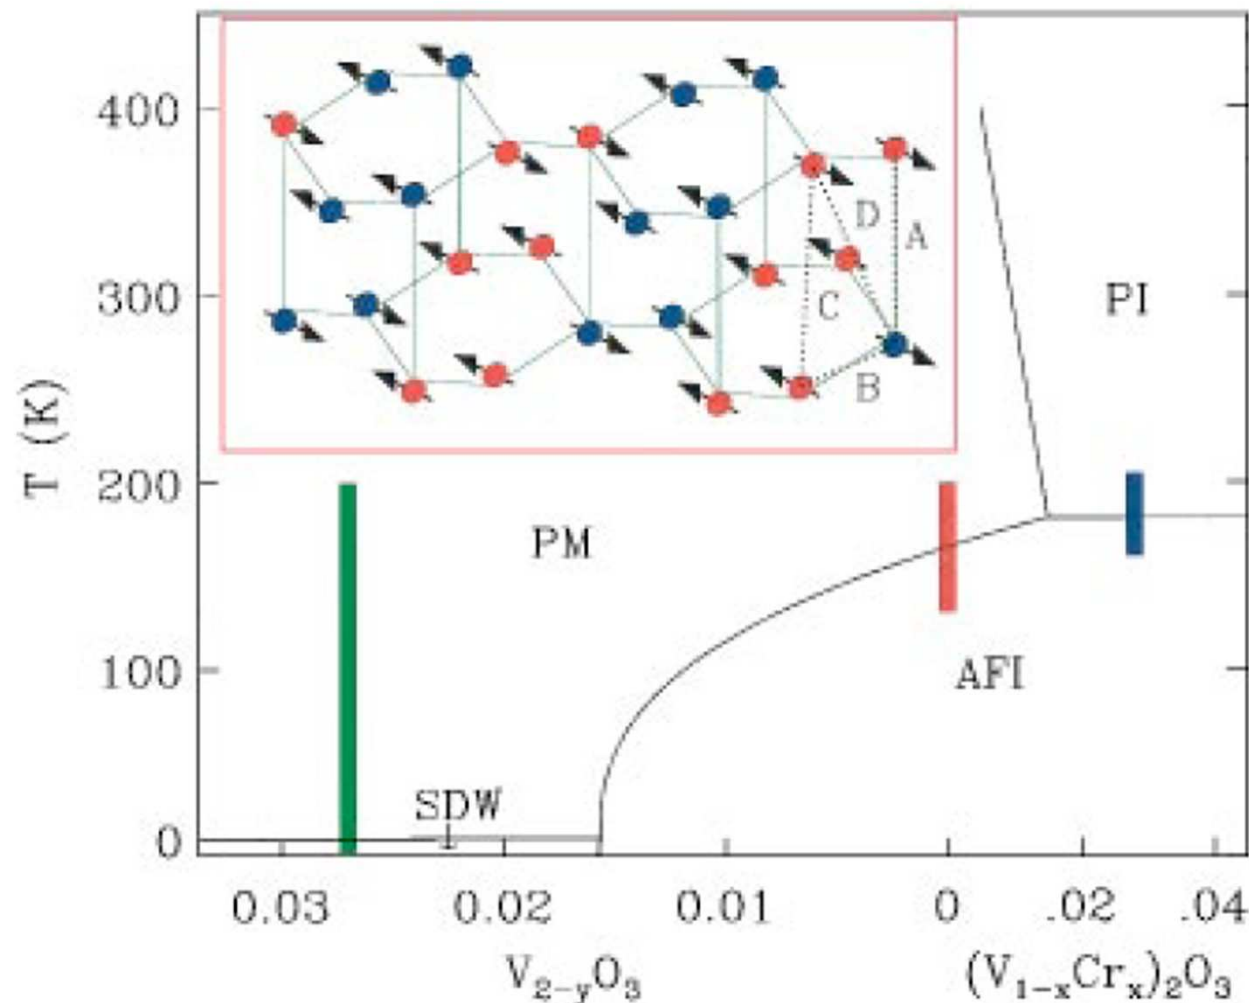 400
300
200
100
0
T (K)
D
A
C
B
PI
PM
AFI
SDW
0.03 0.02 0.01 0 .02 .04
V₂₋yO₃ (V₁₋ₓCrₓ)₂O₃